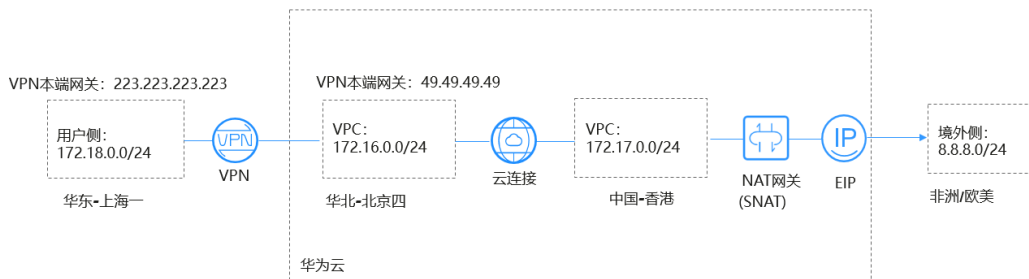 VPN本端网关：223.223.223.223
VPN本端网关：49.49.49.49
用户侧：
172.18.0.0/24
VPN
VPN
VPC：
172.16.0.0/24
云连接
VPC：
172.17.0.0/24
NAT网关
(SNAT)
IP
EIP
境外侧：
8.8.8.0/24
华东-上海一
华北-北京四
中国-香港
非洲/欧美
华为云